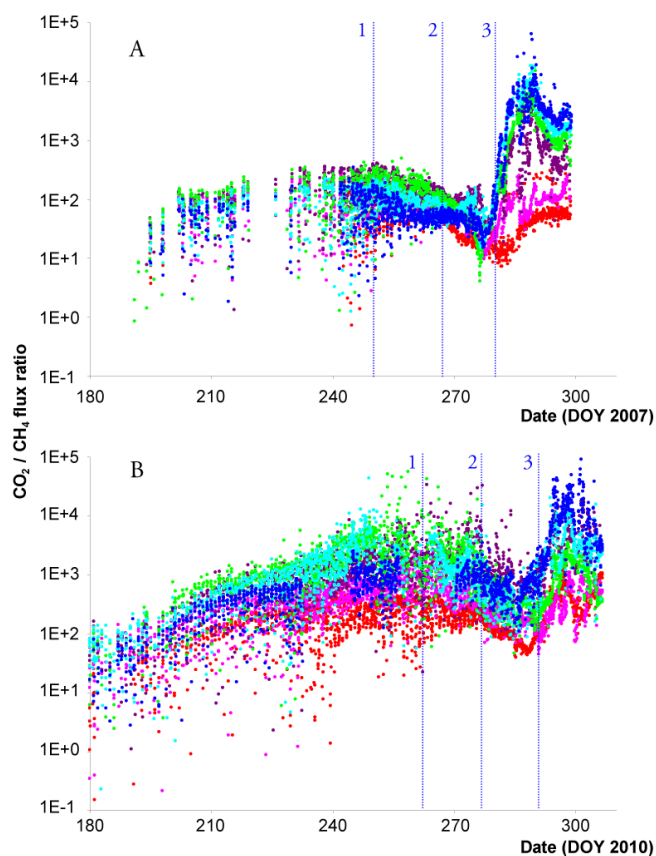 1E+5
A
1
2
3
1E+4
1E+3
1E+2
1E+1
1E+0
1E-1
180
210
240
270
300
Date (DOY 2007)
CO₂ / CH₄ flux ratio
1E+5
B
1
2
3
1E+4
1E+3
1E+2
1E+1
1E+0
1E-1
180
210
240
270
300
Date (DOY 2010)